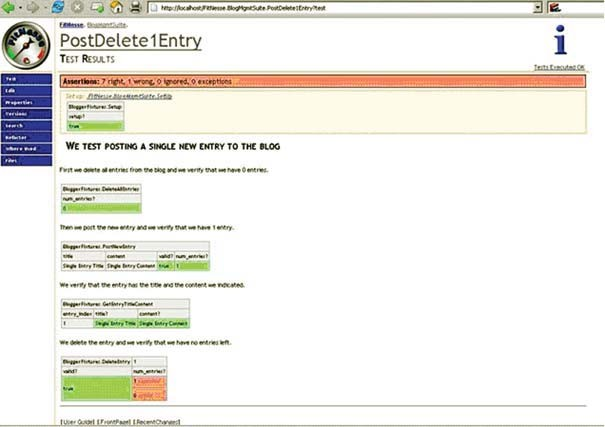 http://localhost/FitNesse.BlogMgmtSuite.PostDelete1Entry?test
FitNesse
FitNesse. BlogMgmtSuite.
PostDelete1Entry
TEST RESULTS
Tests Executed OK
Test
Edit
Properties
Versions
Search
Refactor
Where Used
Files
Assertions: 7 right, 1 wrong, 0 ignored, 0 exceptions
Set up: .FitNesse.BlogMgmtSuite.SetUp
BloggerFixtures.Setup
setup?
true
WE TEST POSTING A SINGLE NEW ENTRY TO THE BLOG
First we delete all entries from the blog and we verify that we have 0 entries.
BloggerFixtures.DeleteAllEntries
num_entries?
0
Then we post the new entry and we verify that we have 1 entry.
BloggerFixtures.PostNewEntry
title content valid? num_entries?
Single Entry Title Single Entry Content true 1
We verify that the entry has the title and the content we indicated.
BloggerFixtures.GetEntryTitleContent
entry_index title? content?
1 Single Entry Title Single Entry Content
We delete the entry and we verify that we have no entries left.
BloggerFixtures.DeleteEntry 1
valid? num_entries?
true 1 expected
0 actual
[User Guide] [FrontPage] [RecentChanges]